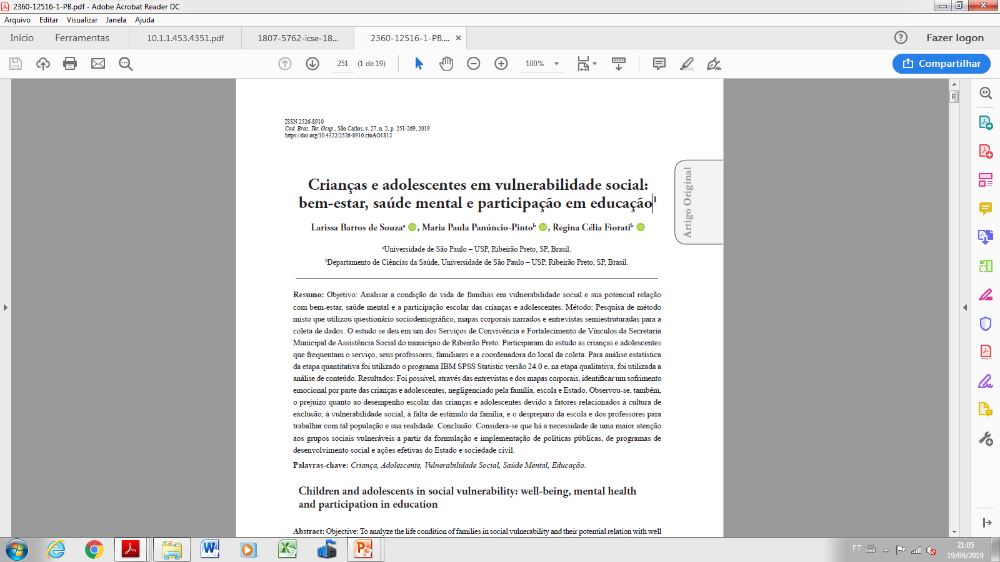 2360-12516-1-PB.pdf - Adobe Acrobat Reader DC
Arquivo Editar Visualizar Janela Ajuda
Início Ferramentas 10.1.1.453.4351.pdf 1807-5762-icse-18... 2360-12516-1-PB.... × Fazer logon
251 (1 de 19) 100% Compartilhar
ISSN 2526-8910
Cad. Bras. Ter. Ocup., São Carlos, v. 27, n. 2, p. 251-269, 2019
https://doi.org/10.4322/2526-8910.ctoAO1812
Artigo Original
Crianças e adolescentes em vulnerabilidade social:
bem-estar, saúde mental e participação em educação¹
Larissa Barros de Souzaᵃ iD, Maria Paula Panúncio-Pintoᵇ iD, Regina Célia Fioratiᵇ iD
ᵃUniversidade de São Paulo – USP, Ribeirão Preto, SP, Brasil.
ᵇDepartamento de Ciências da Saúde, Universidade de São Paulo – USP, Ribeirão Preto, SP, Brasil.
Resumo: Objetivo: Analisar a condição de vida de famílias em vulnerabilidade social e sua potencial relação
com bem-estar, saúde mental e a participação escolar das crianças e adolescentes. Método: Pesquisa de método
misto que utilizou questionário sociodemográfico, mapas corporais narrados e entrevistas semiestruturadas para a
coleta de dados. O estudo se deu em um dos Serviços de Convivência e Fortalecimento de Vínculos da Secretaria
Municipal de Assistência Social do município de Ribeirão Preto. Participaram do estudo as crianças e adolescentes
que frequentam o serviço, seus professores, familiares e a coordenadora do local da coleta. Para análise estatística
da etapa quantitativa foi utilizado o programa IBM SPSS Statistic versão 24.0 e, na etapa qualitativa, foi utilizada a
análise de conteúdo. Resultados: Foi possível, através das entrevistas e dos mapas corporais, identificar um sofrimento
emocional por parte das crianças e adolescentes, negligenciado pela família, escola e Estado. Observou-se, também,
o prejuízo quanto ao desempenho escolar das crianças e adolescentes devido a fatores relacionados à cultura de
exclusão, à vulnerabilidade social, à falta de estímulo da família, e o despreparo da escola e dos professores para
trabalhar com tal população e sua realidade. Conclusão: Considera-se que há a necessidade de uma maior atenção
aos grupos sociais vulneráveis a partir da formulação e implementação de políticas públicas, de programas de
desenvolvimento social e ações efetivas do Estado e sociedade civil.
Palavras-chave: Criança, Adolescente, Vulnerabilidade Social, Saúde Mental, Educação.
Children and adolescents in social vulnerability: well-being, mental health
and participation in education
Abstract: Objective: To analyze the life condition of families in social vulnerability and their potential relation with well
PT 21:05
19/09/2019